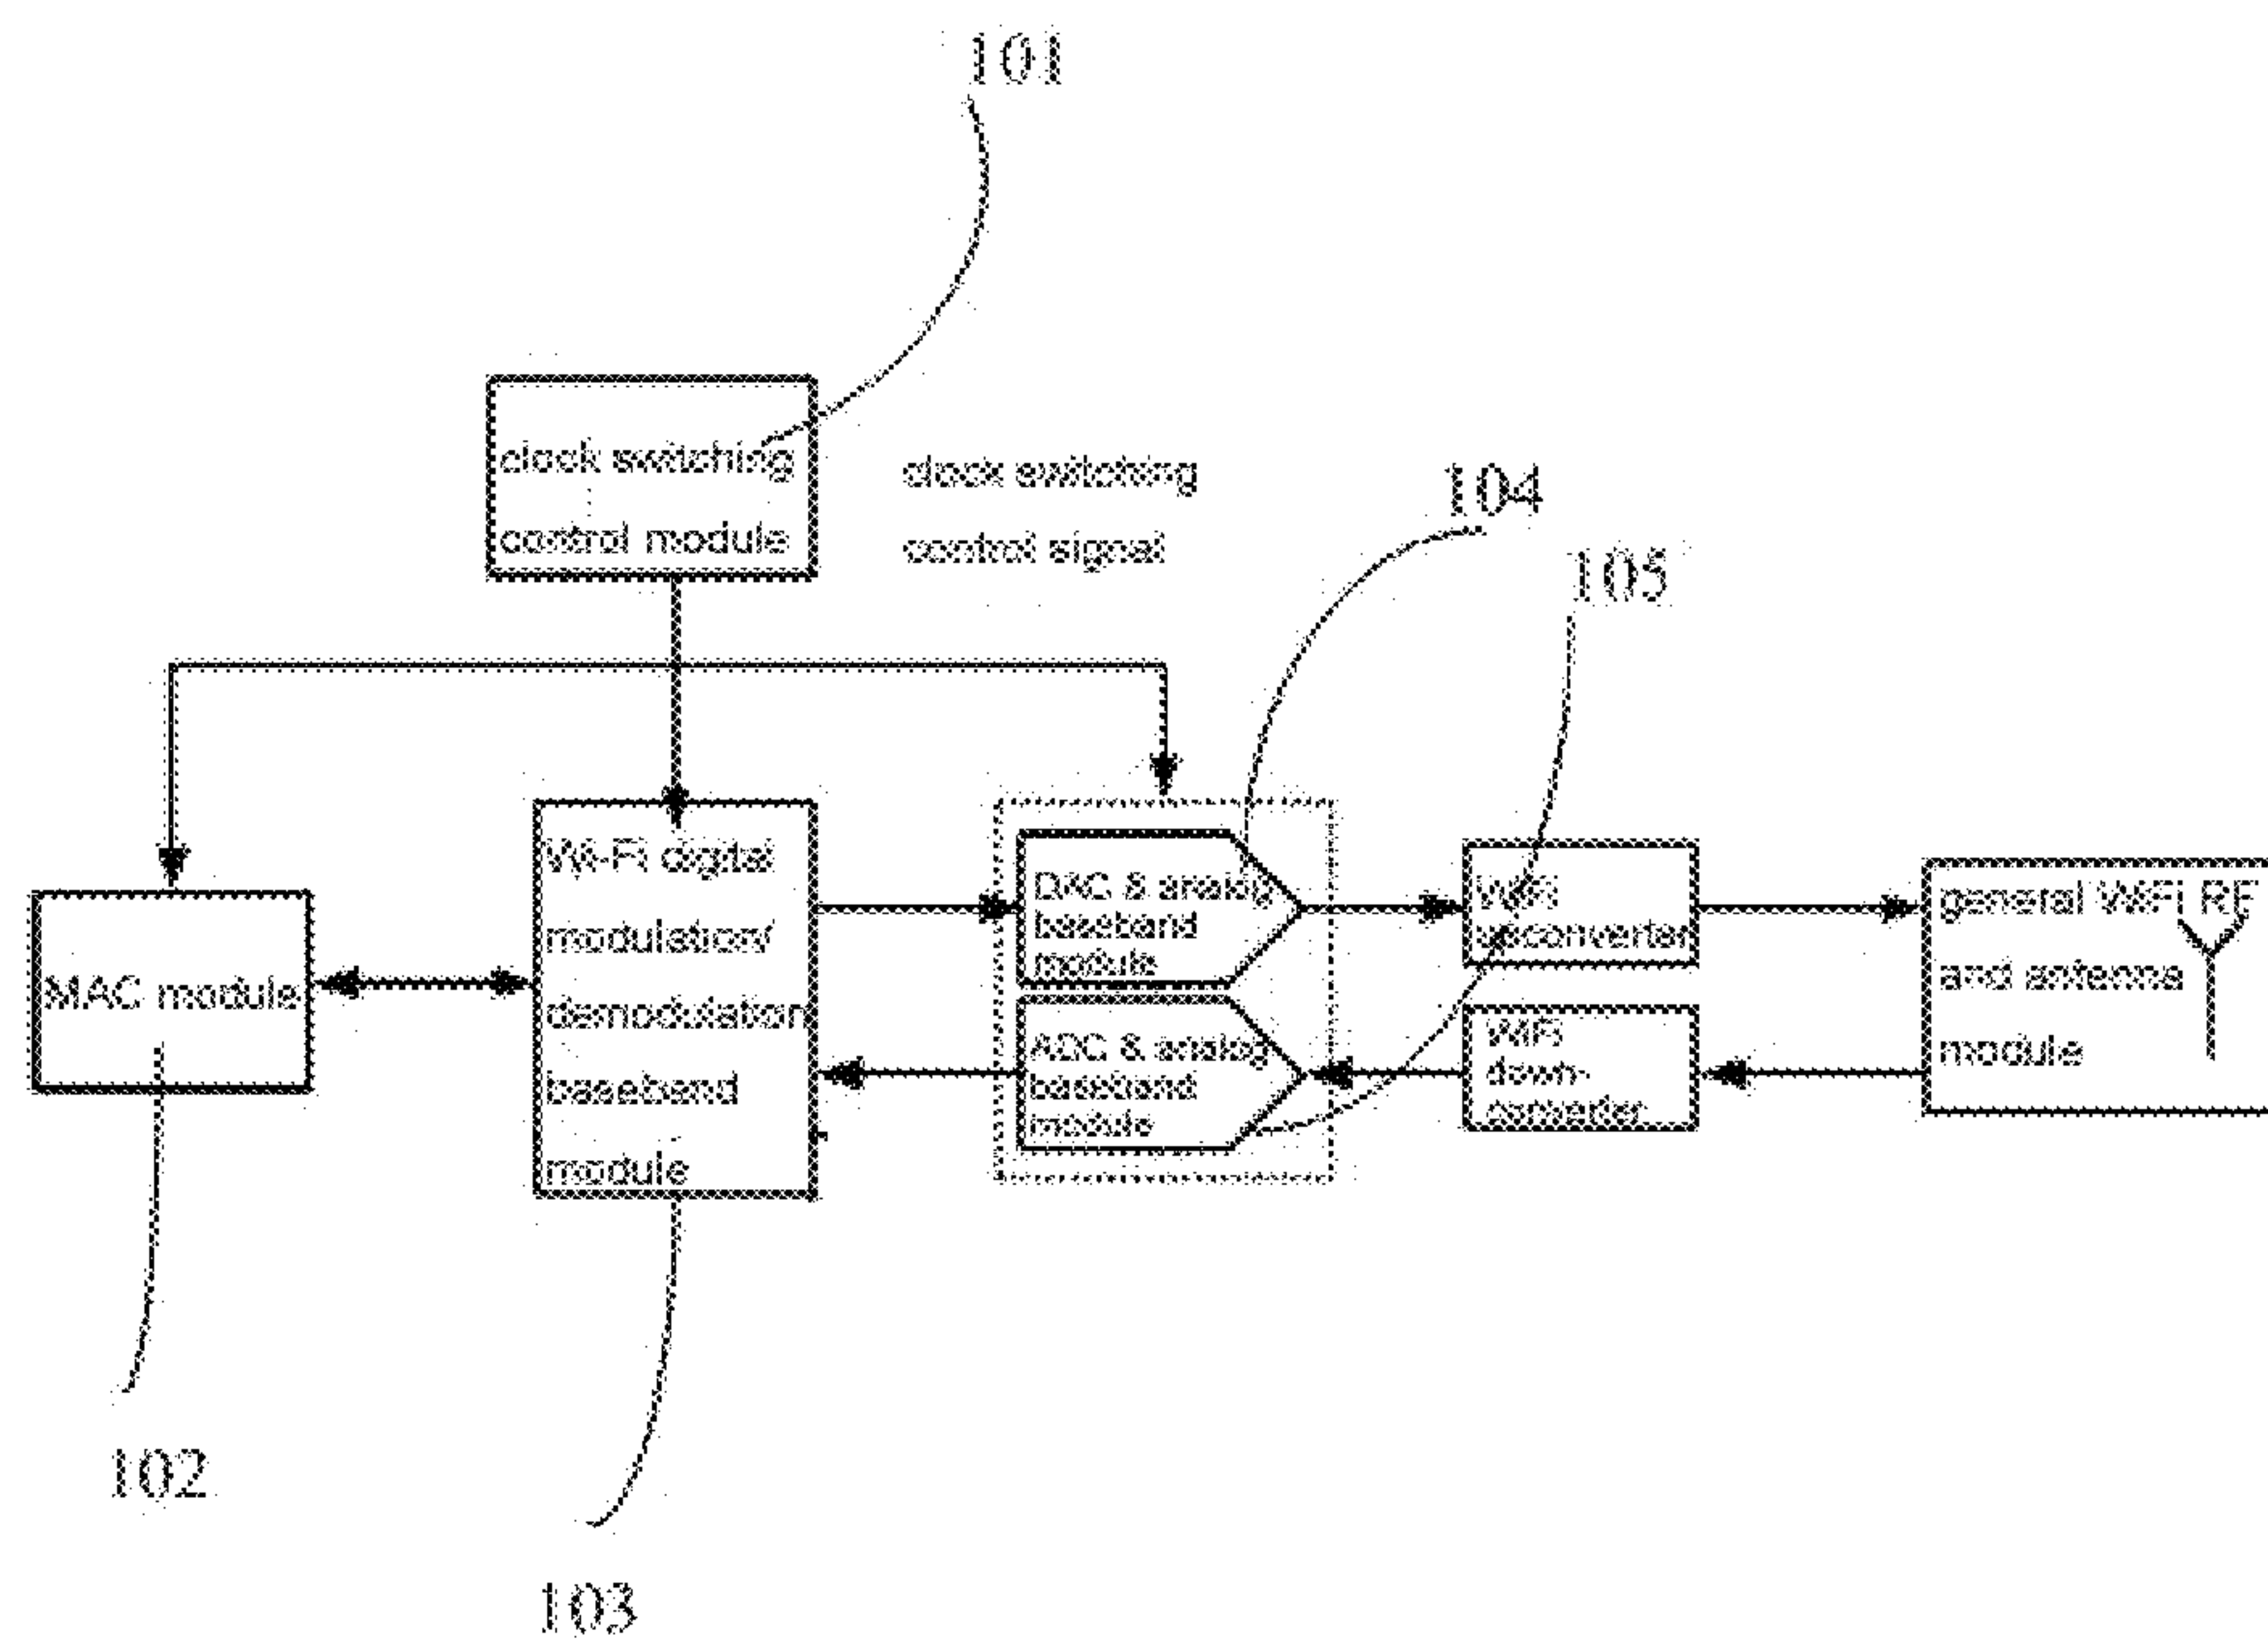 101
clock switching
control module
clock switching
control signal
104
105
MAC module
Wi-Fi digital
modulation/
demodulation
baseband
module
DAC & analog
baseband
module
ADC & analog
baseband
module
WiFi
upconverter
WiFi
down-
converter
general WiFi RF
and antenna
module
102
103